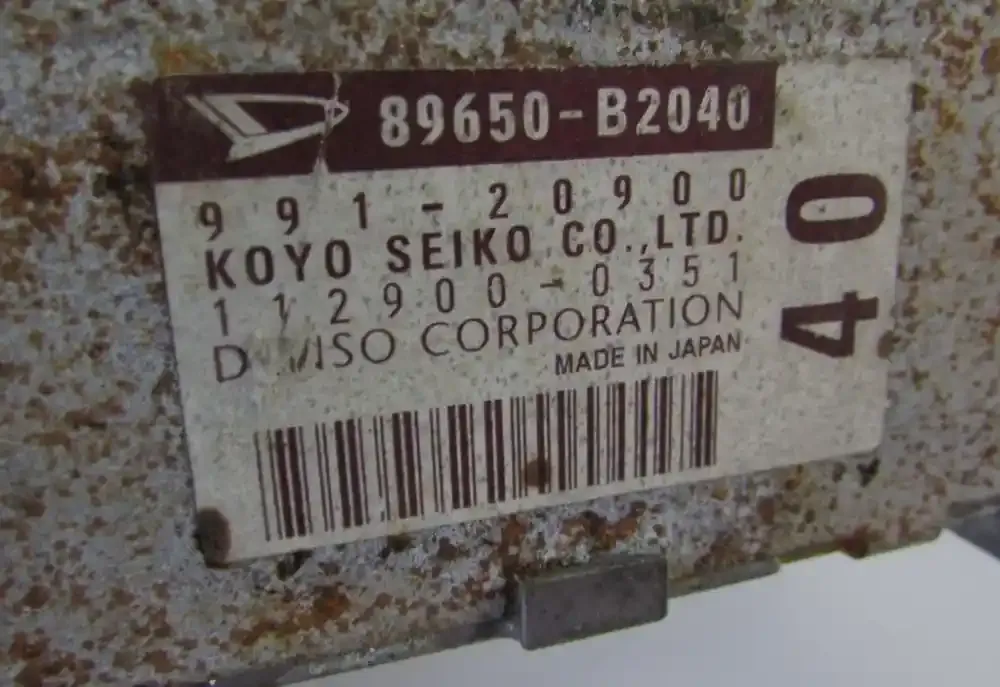 89650-B2040
991-20900
KOYO SEIKO CO.,LTD.
112900-0351
CORPORATION
MADE IN JAPAN
40